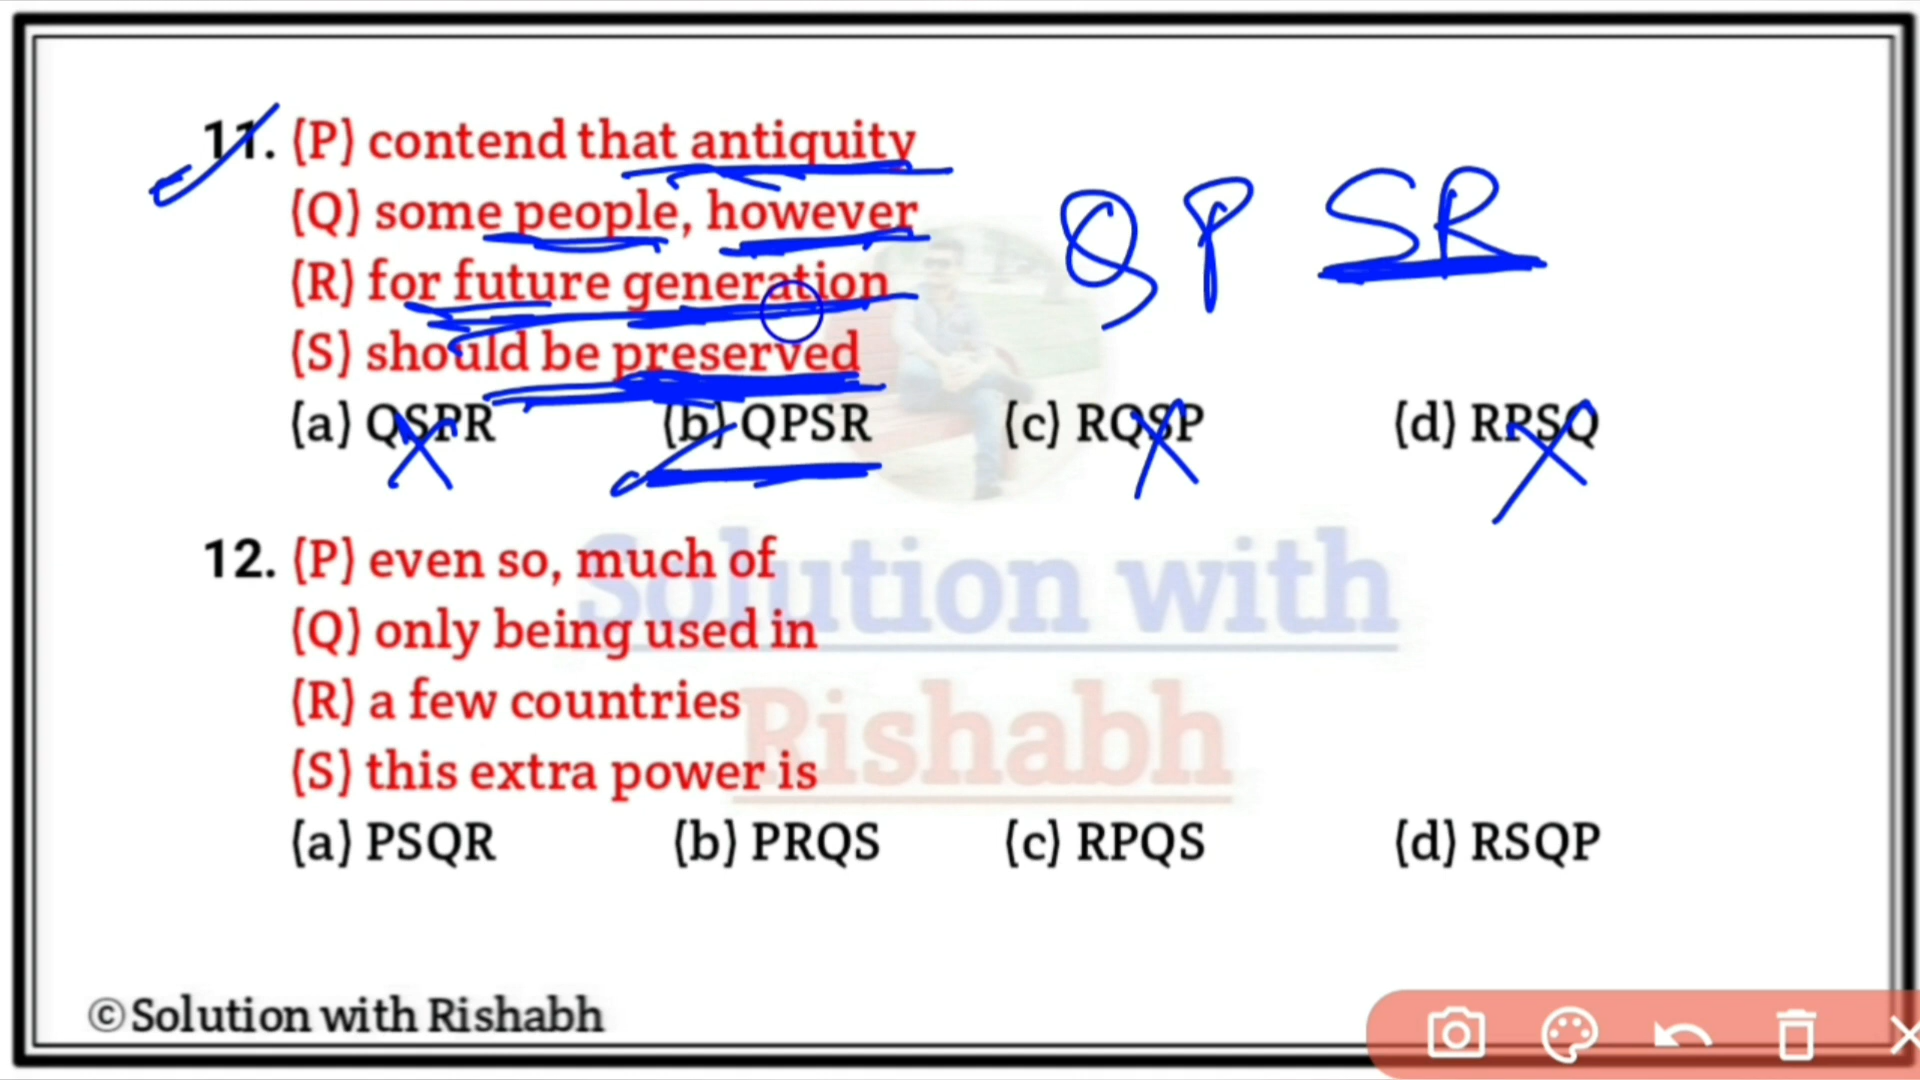 11. (P) contend that antiquity
(Q) some people, however
(R) for future generation
(S) should be preserved
(a) QSPR (b) QPSR (c) RQSP (d) RPSQ
Q P S R
12. (P) even so, much of
(Q) only being used in
(R) a few countries
(S) this extra power is
(a) PSQR (b) PRQS (c) RPQS (d) RSQP
Solution with
Rishabh
©Solution with Rishabh